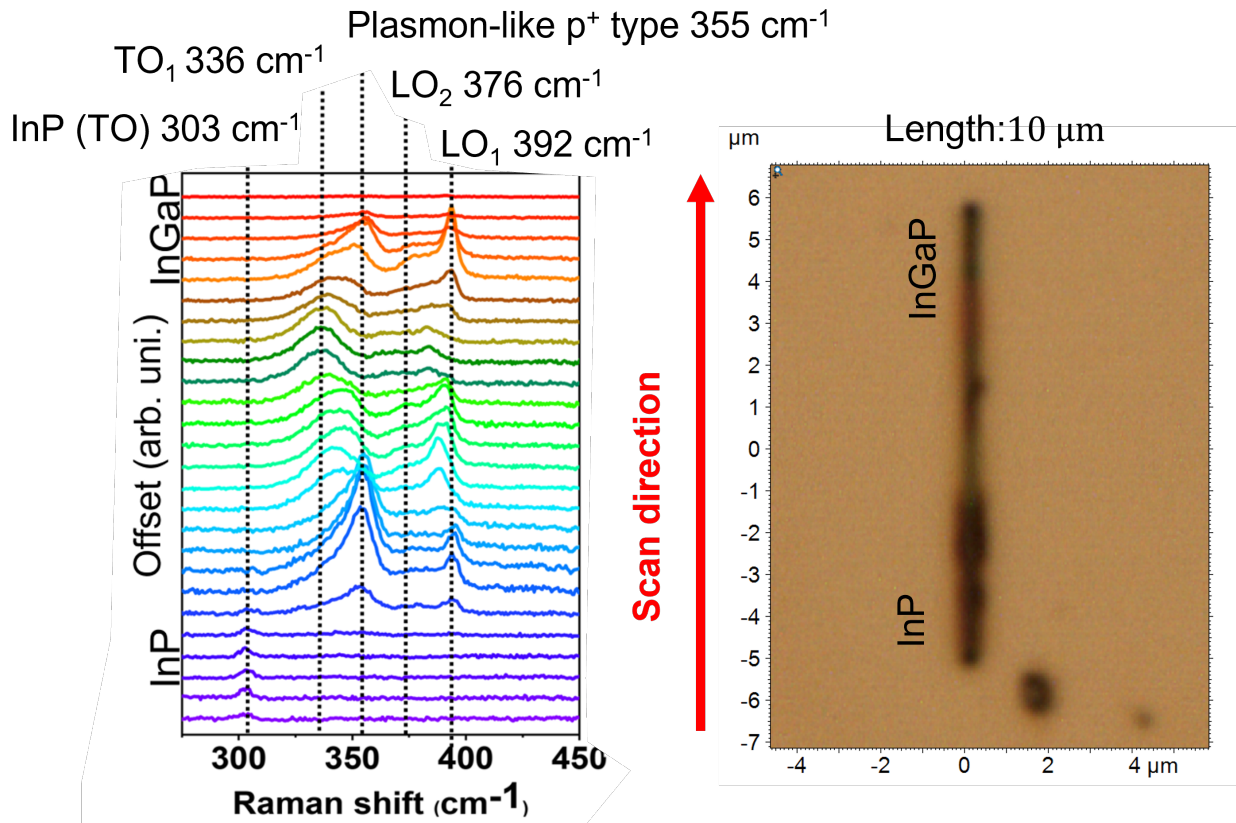 Plasmon-like p⁺ type 355 cm⁻¹
TO₁ 336 cm⁻¹
LO₂ 376 cm⁻¹
InP (TO) 303 cm⁻¹
LO₁ 392 cm⁻¹
InGaP
Offset (arb. uni.)
InP
300 350 400 450
Raman shift (cm-1)
Scan direction
Length:10 μm
μm
6
5
4
3
2
1
0
-1
-2
-3
-4
-5
-6
-7
InGaP
InP
-4 -2 0 2 4 μm